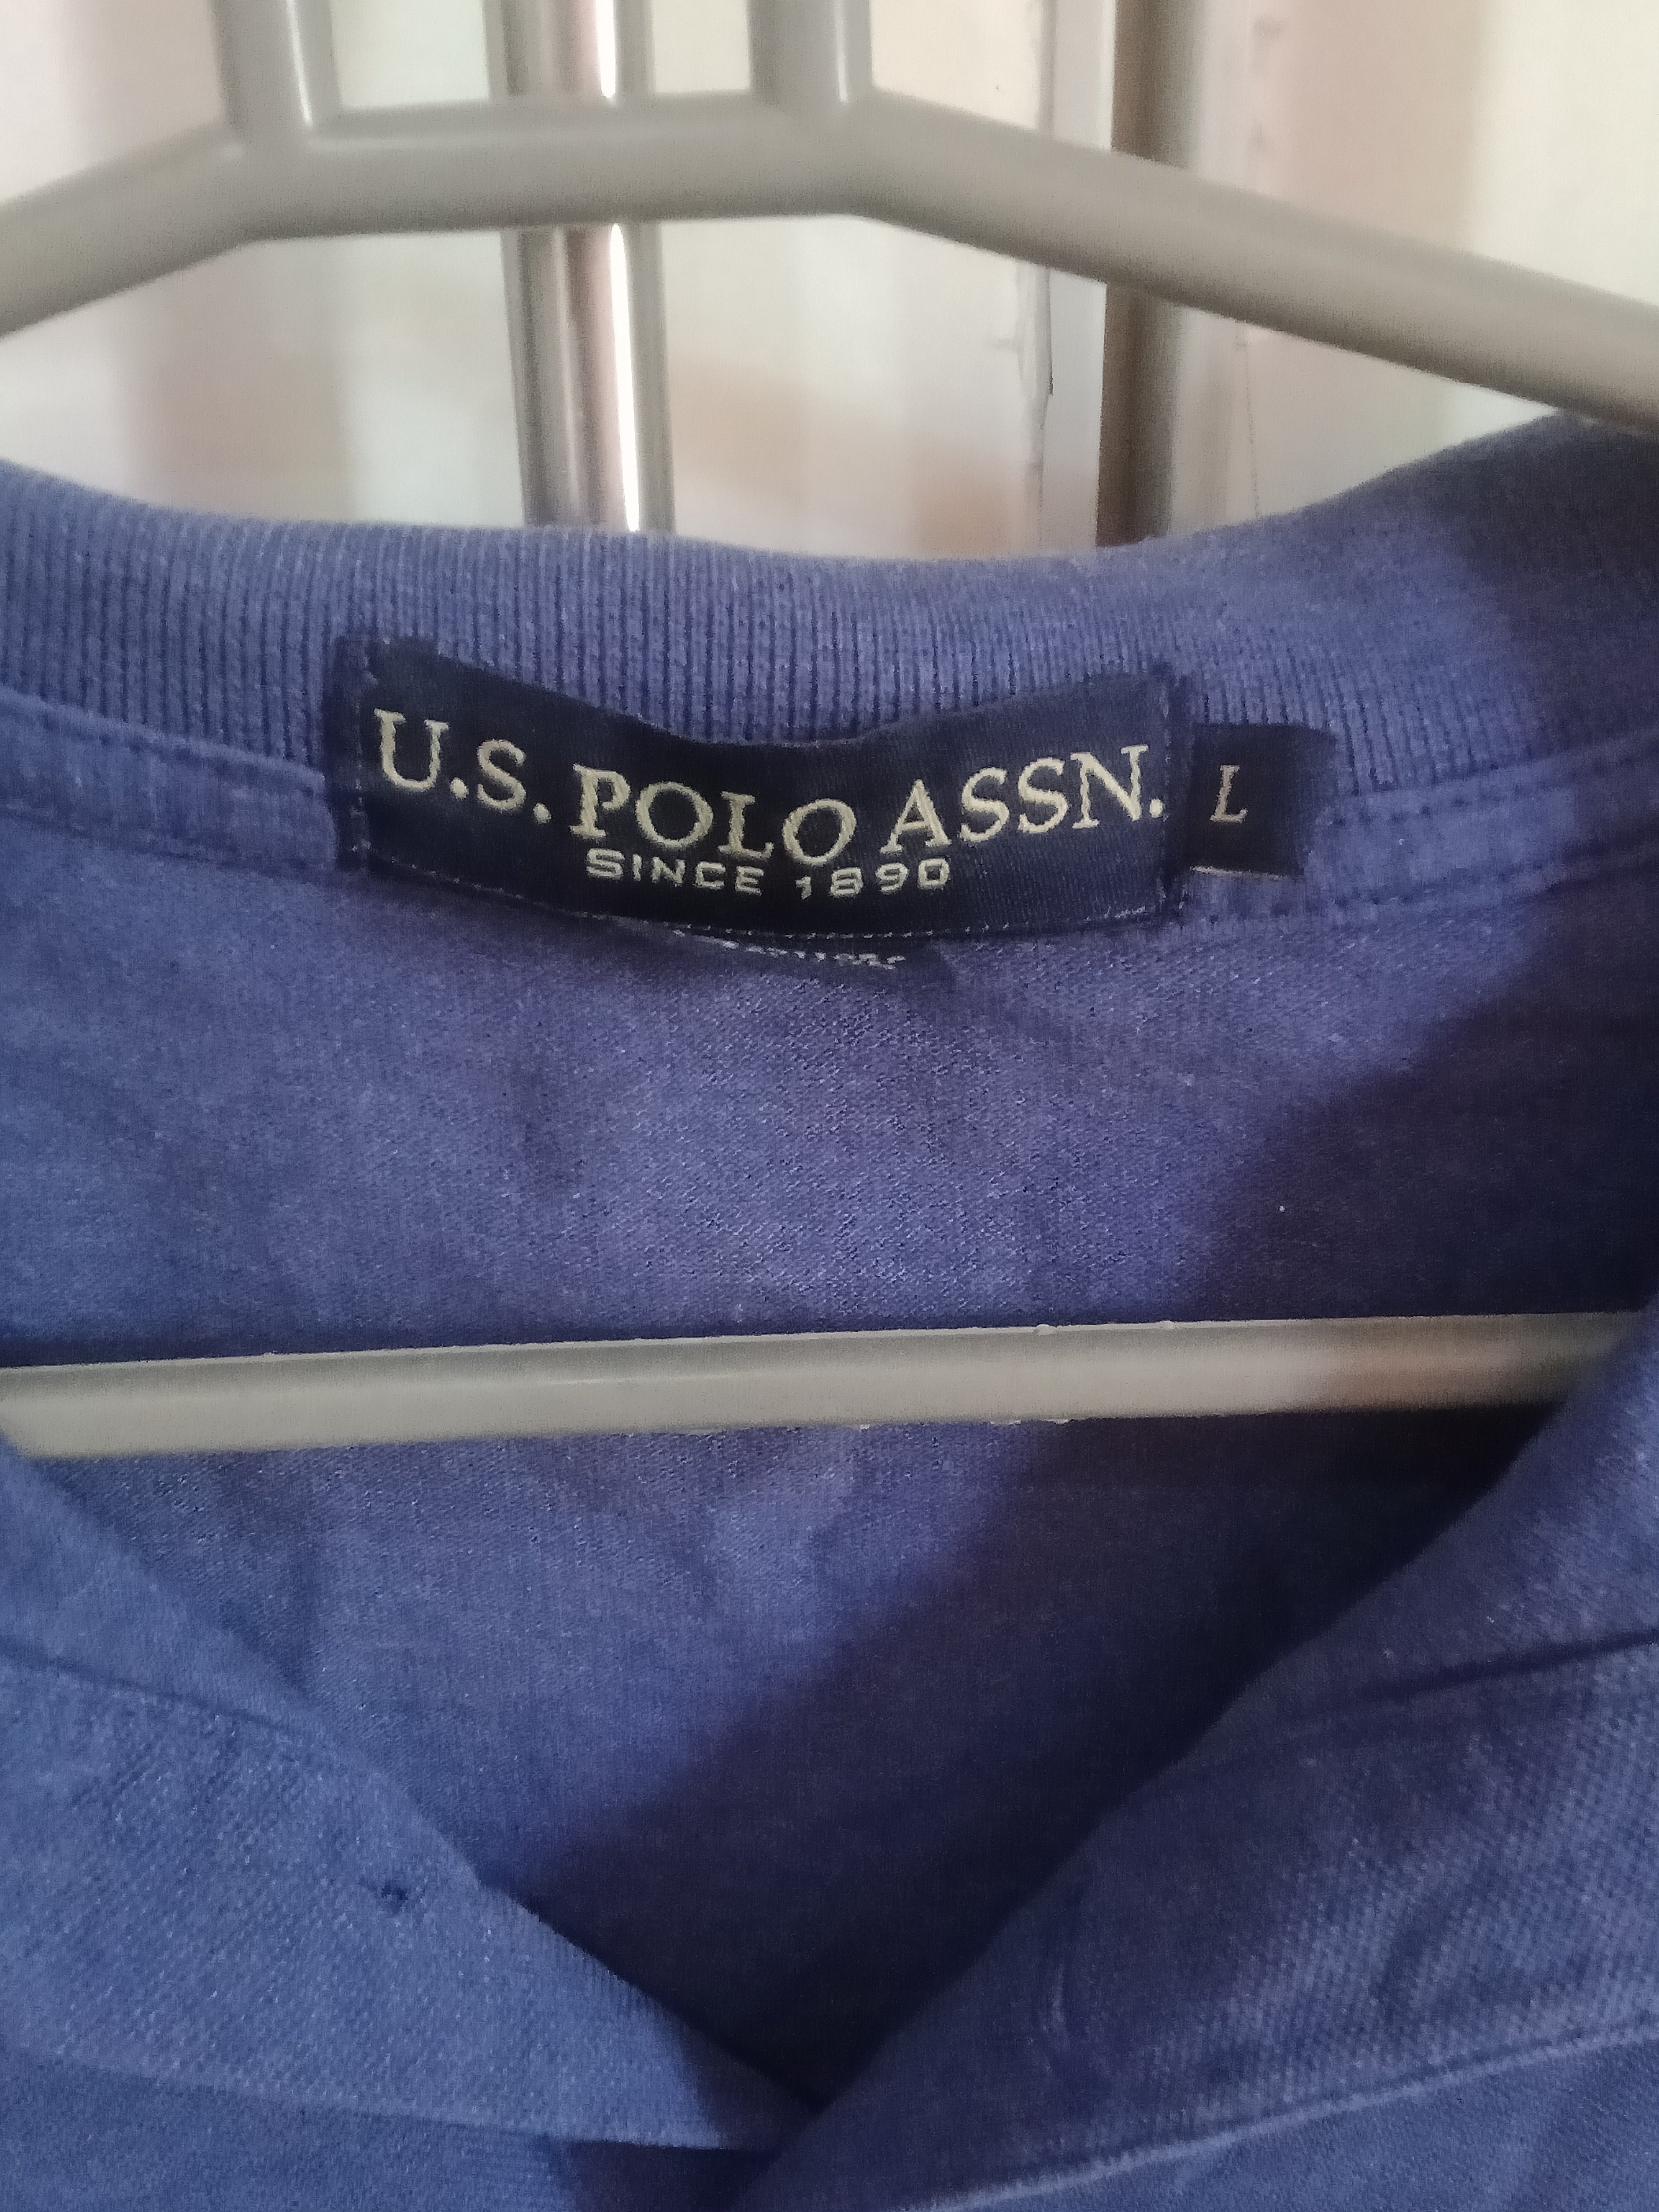 U.S. POLO ASSN.
SINCE 1890
L